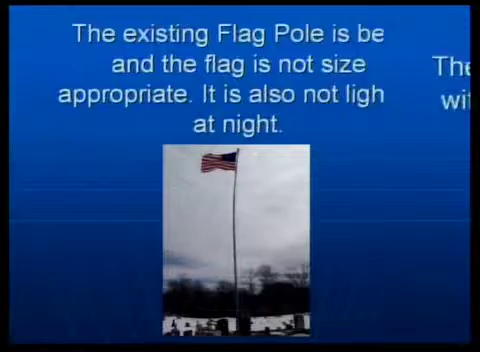 The existing Flag Pole is be
and the flag is not size
appropriate. It is also not ligh
at night.
The
wit